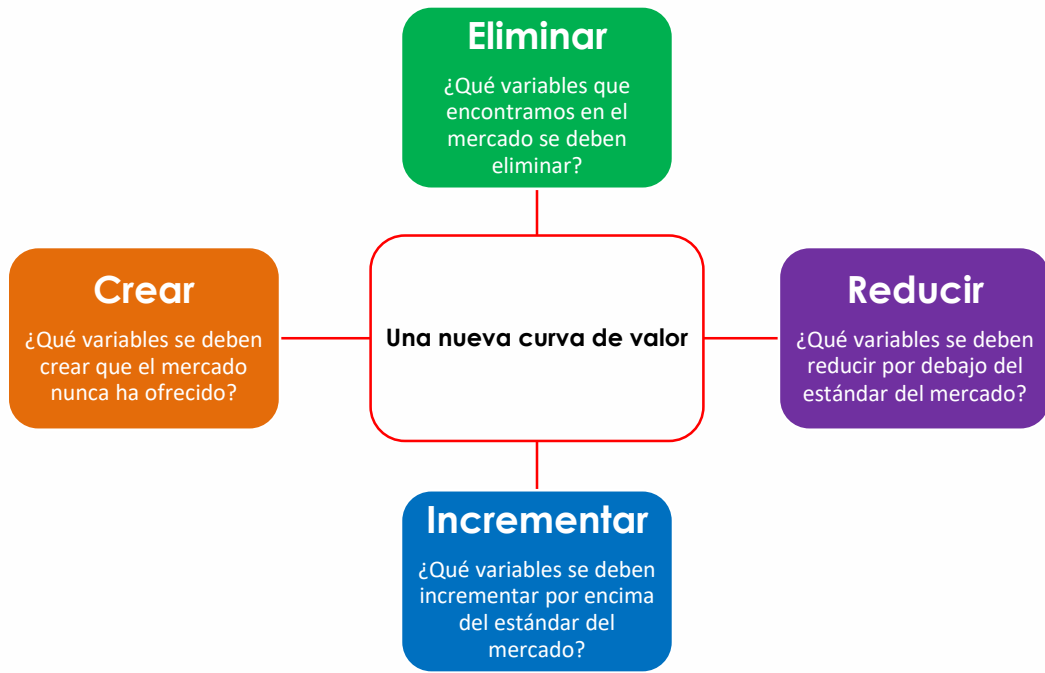 Eliminar
¿Qué variables que
encontramos en el
mercado se deben
eliminar?
Crear
¿Qué variables se deben
crear que el mercado
nunca ha ofrecido?
Una nueva curva de valor
Reducir
¿Qué variables se deben
reducir por debajo del
estándar del mercado?
Incrementar
¿Qué variables se deben
incrementar por encima
del estándar del
mercado?